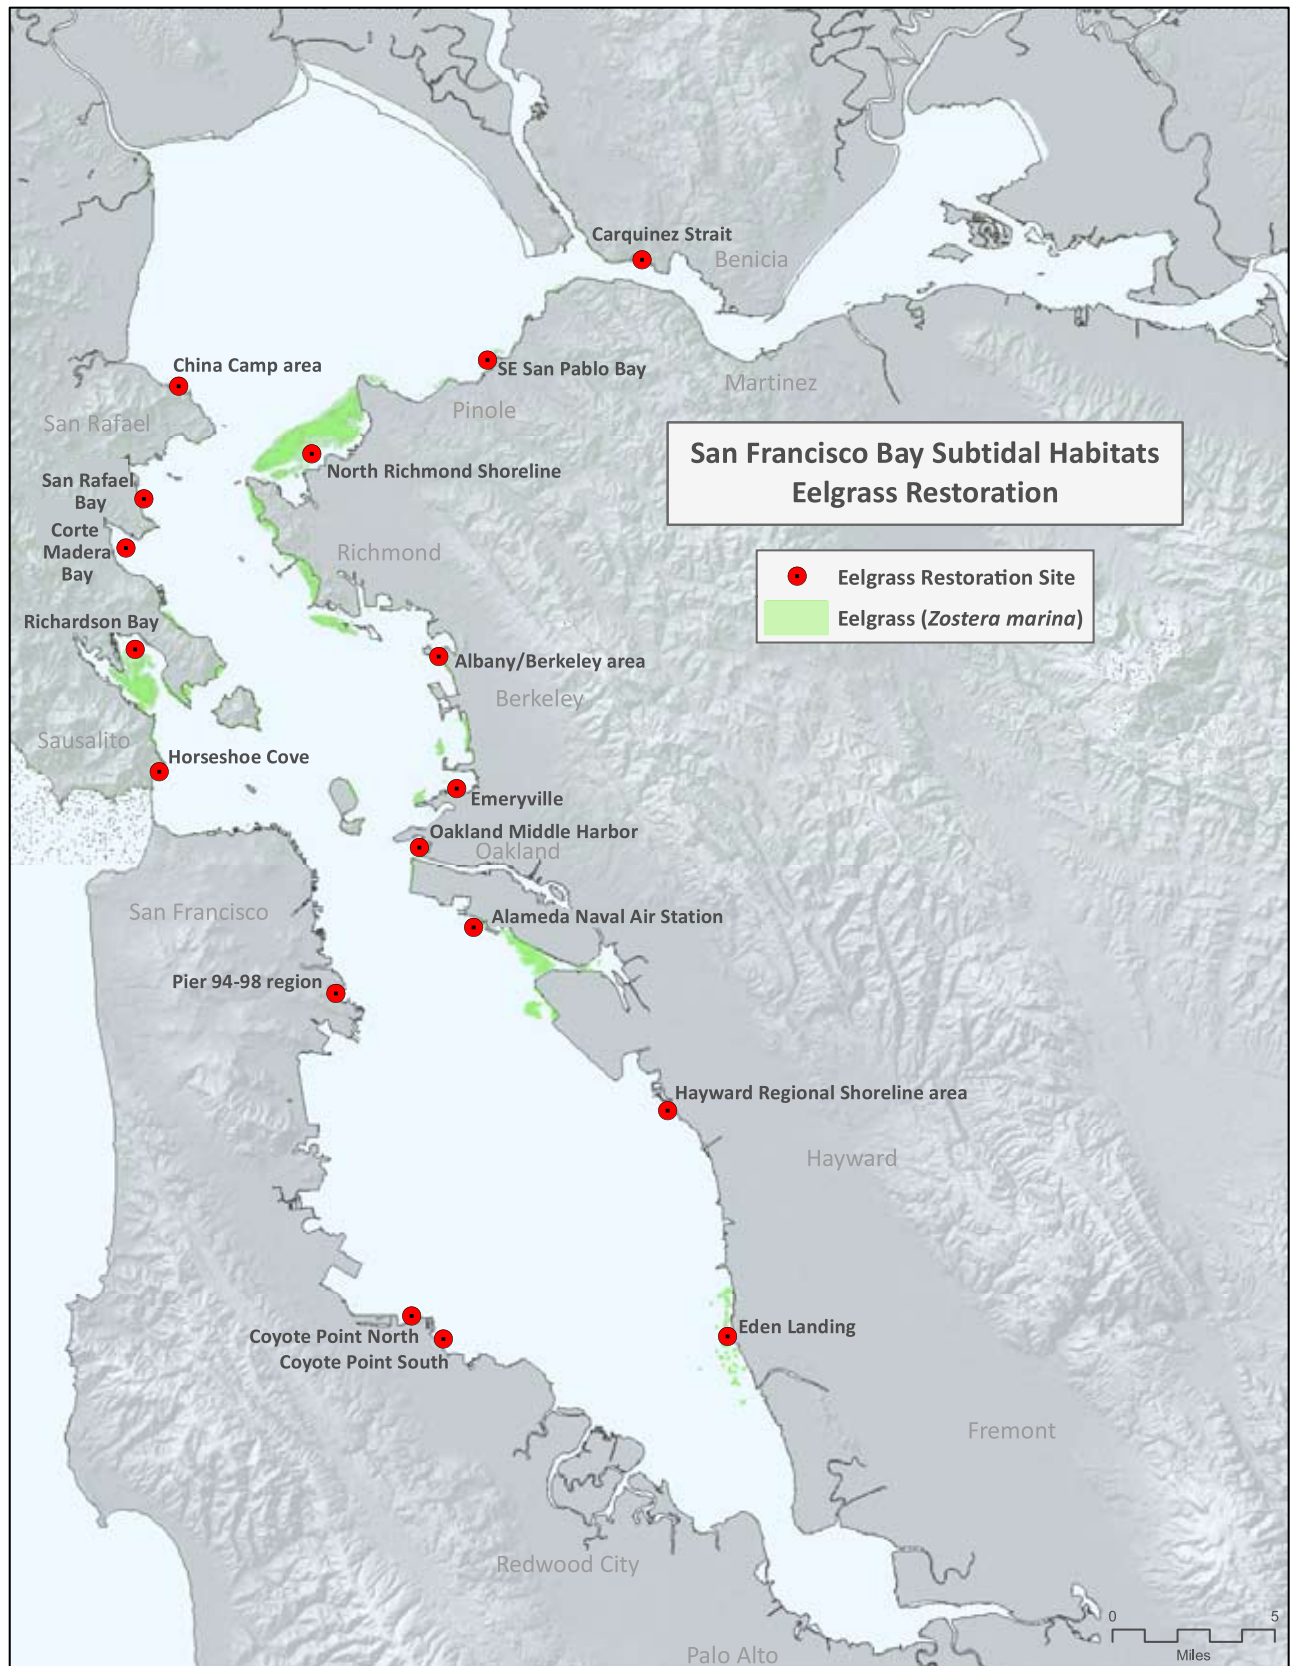 Carquinez Strait
Benicia
China Camp area
SE San Pablo Bay
Martinez
San Rafael
Pinole
San Francisco Bay Subtidal Habitats
Eelgrass Restoration
North Richmond Shoreline
San Rafael
Bay
Corte
Madera
Bay
Richmond
Eelgrass Restoration Site
Eelgrass (Zostera marina)
Richardson Bay
Albany/Berkeley area
Berkeley
Sausalito
Horseshoe Cove
Emeryville
Oakland Middle Harbor
Oakland
San Francisco
Alameda Naval Air Station
Pier 94-98 region
Hayward Regional Shoreline area
Hayward
Eden Landing
Coyote Point North
Coyote Point South
Fremont
Redwood City
0 5
Miles
Palo Alto